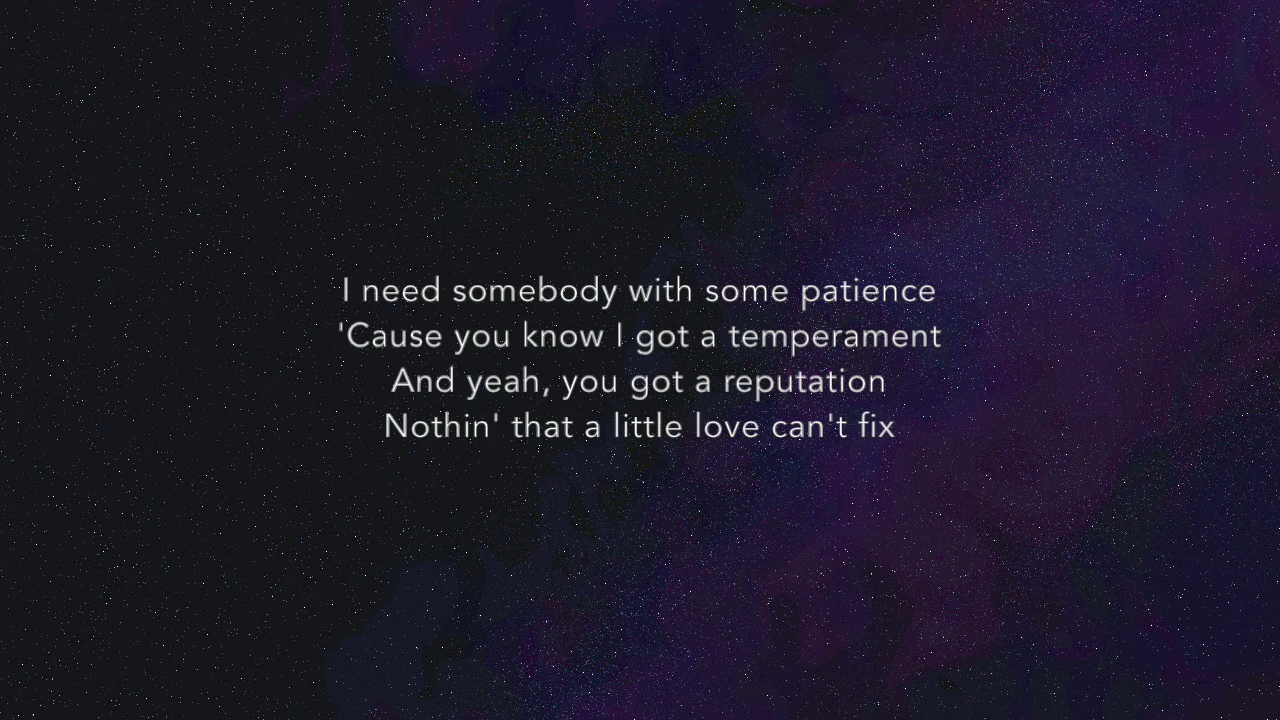 I need somebody with some patience
'Cause you know I got a temperament
And yeah, you got a reputation
Nothin' that a little love can't fix